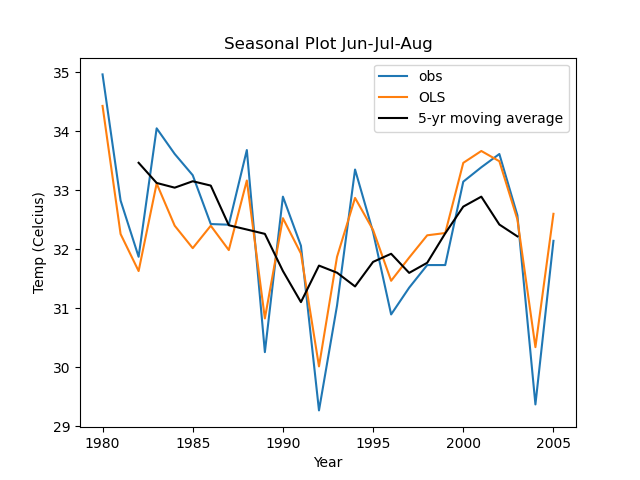 Seasonal Plot Jun-Jul-Aug
obs
OLS
5-yr moving average
35
34
33
32
31
30
29
Temp (Celcius)
1980 1985 1990 1995 2000 2005
Year